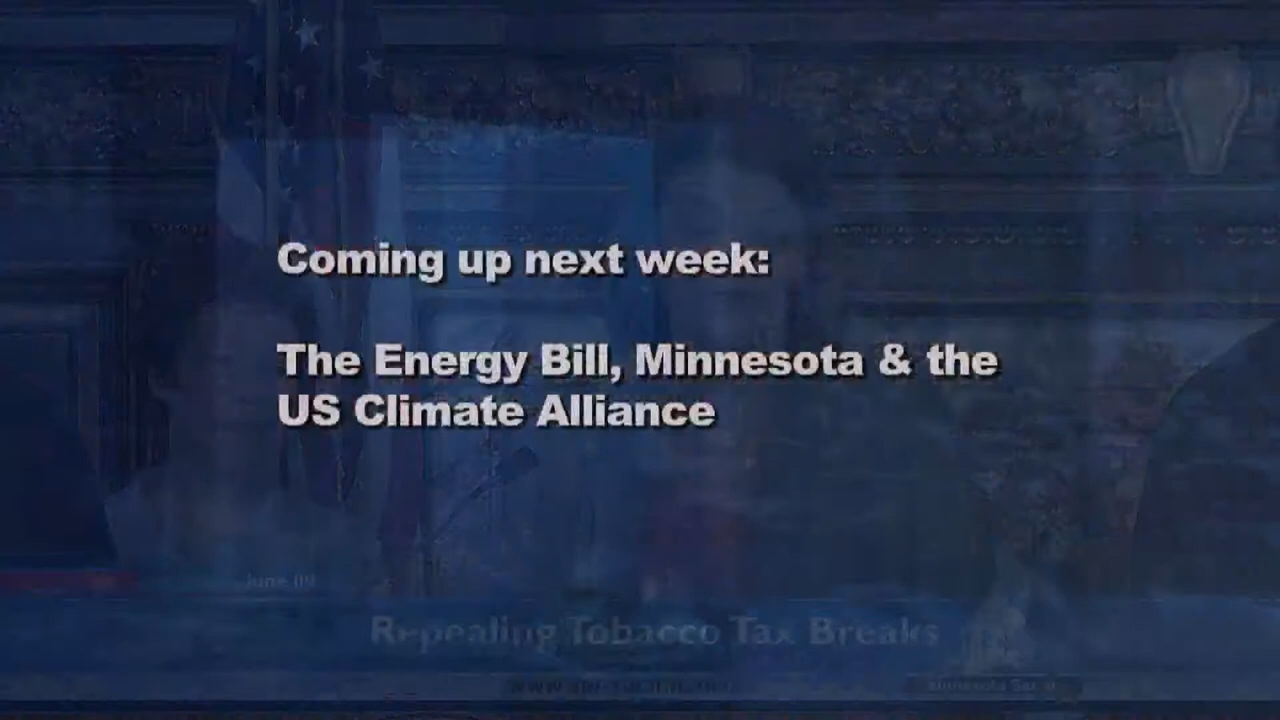 Coming up next week:
The Energy Bill, Minnesota & the
US Climate Alliance
June 09
Repealing Tobacco Tax Breaks